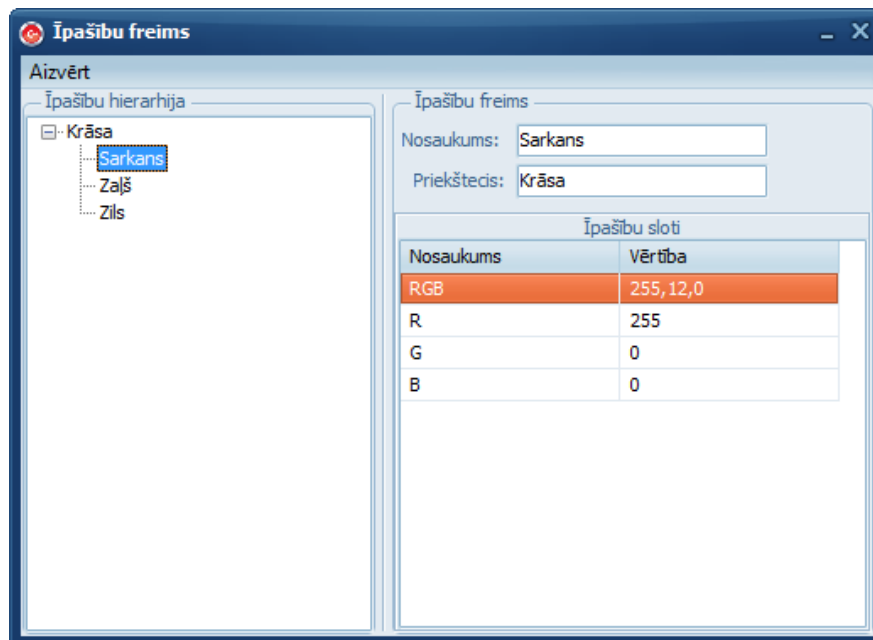 Īpašību freims
Aizvērt
Īpašību hierarhija
Krāsa
Sarkans
Zaļš
Zils
Īpašību freims
Nosaukums: Sarkans
Priekštecis: Krāsa
Īpašību sloti
Nosaukums Vērtība
RGB 255,12,0
R 255
G 0
B 0